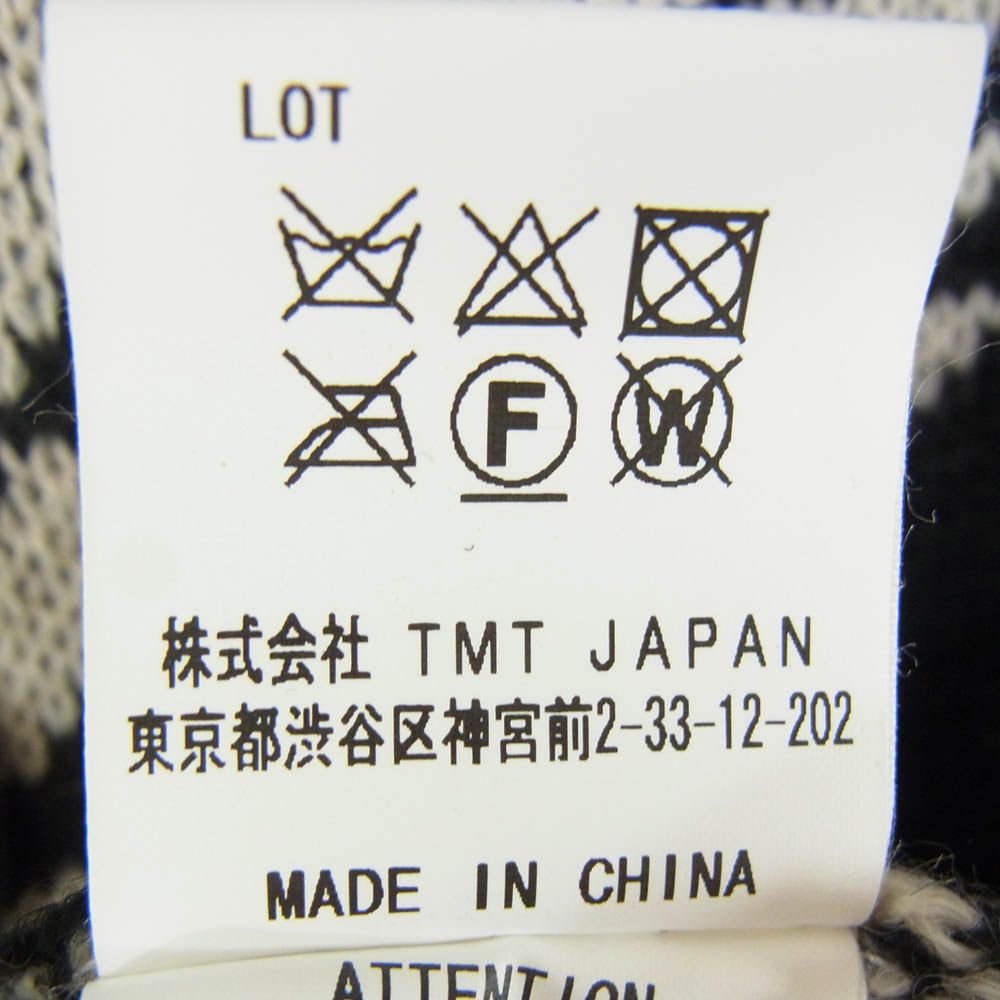 LOT
F W
株式会社 TMT JAPAN
東京都渋谷区神宮前2-33-12-202
MADE IN CHINA
ATTENTION